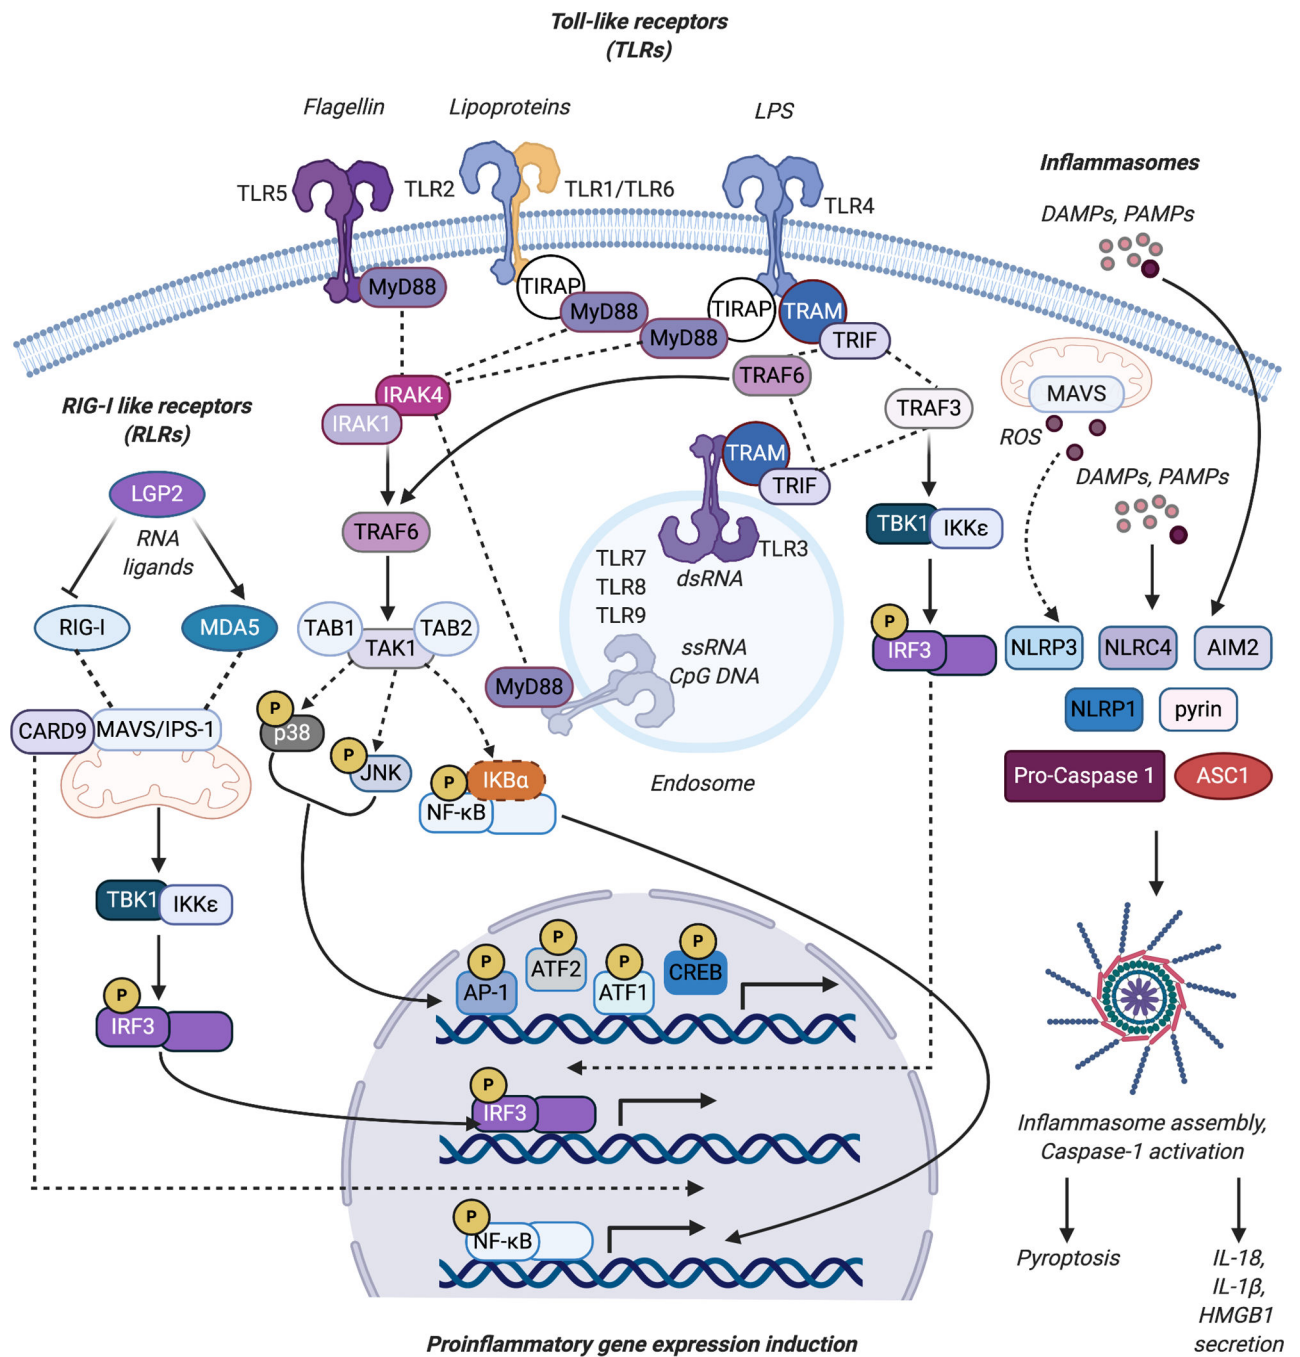 Toll-like receptors
(TLRs)
Flagellin
Lipoproteins
LPS
TLR5
TLR2
TLR1/TLR6
TLR4
MyD88
TIRAP
MyD88
MyD88
TIRAP
TRAM
TRIF
IRAK4
IRAK1
TRAF6
TRAF3
TRAM
TRIF
TRAF6
TBK1
IKKε
TLR7
TLR8
TLR9
TLR3
dsRNA
ssRNA
CpG DNA
MyD88
Endosome
TAB1
TAB2
TAK1
P
p38
P
JNK
P
IKBα
NF-κB
P
IRF3
RIG-I like receptors
(RLRs)
LGP2
RNA
ligands
RIG-I
MDA5
CARD9
MAVS/IPS-1
TBK1
IKKε
P
IRF3
Inflammasomes
DAMPs, PAMPs
MAVS
ROS
DAMPs, PAMPs
NLRP3
NLRC4
AIM2
NLRP1
pyrin
Pro-Caspase 1
ASC1
Inflammasome assembly,
Caspase-1 activation
Pyroptosis
IL-18,
IL-1β,
HMGB1
secretion
P
AP-1
P
ATF2
P
ATF1
P
CREB
P
IRF3
P
NF-κB
Proinflammatory gene expression induction